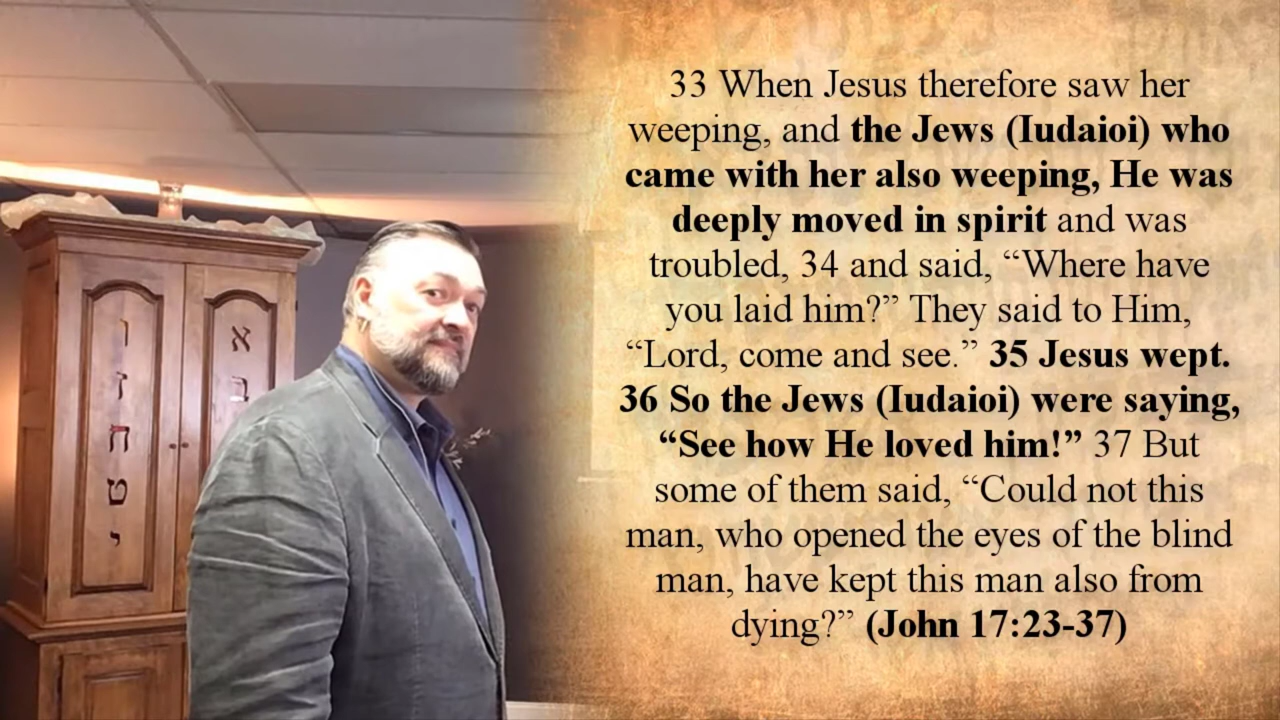 א
ב
ו
ז
ח
ט
י
33 When Jesus therefore saw her
weeping, and the Jews (Iudaioi) who
came with her also weeping, He was
deeply moved in spirit and was
troubled, 34 and said, “Where have
you laid him?” They said to Him,
“Lord, come and see.” 35 Jesus wept.
36 So the Jews (Iudaioi) were saying,
“See how He loved him!” 37 But
some of them said, “Could not this
man, who opened the eyes of the blind
man, have kept this man also from
dying?” (John 17:23-37)